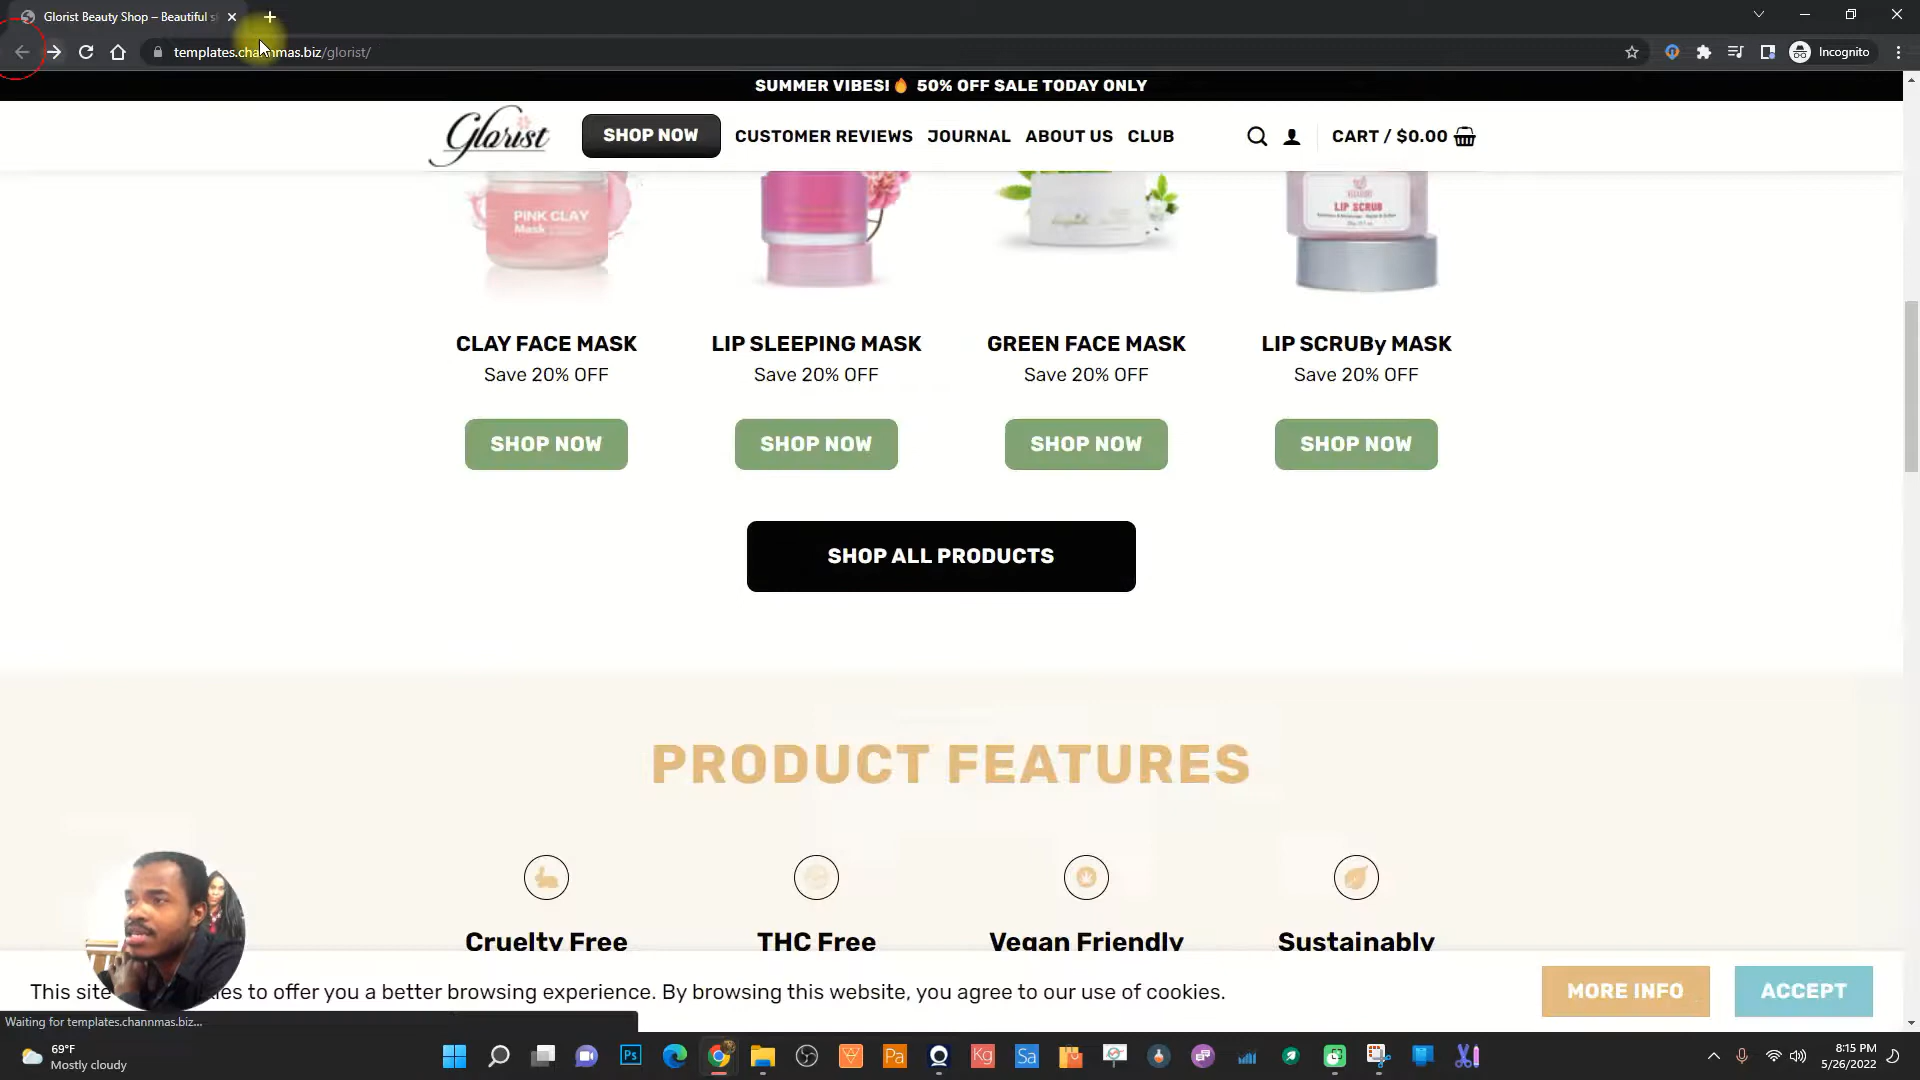 Glorist Beauty Shop – Beautiful s
templates.channmas.biz/glorist/
Incognito
SUMMER VIBES!🔥 50% OFF SALE TODAY ONLY
Glorist
SHOP NOW
CUSTOMER REVIEWS
JOURNAL
ABOUT US
CLUB
CART / $0.00
PINK CLAY
Mask
LIP SCRUB
CLAY FACE MASK
LIP SLEEPING MASK
GREEN FACE MASK
LIP SCRUBy MASK
Save 20% OFF
Save 20% OFF
Save 20% OFF
Save 20% OFF
SHOP NOW
SHOP NOW
SHOP NOW
SHOP NOW
SHOP ALL PRODUCTS
PRODUCT FEATURES
Cruelty Free
THC Free
Vegan Friendly
Sustainably
This site
ies to offer you a better browsing experience. By browsing this website, you agree to our use of cookies.
MORE INFO
ACCEPT
Waiting for templates.channmas.biz...
69°F
Mostly cloudy
Ps
Pa
Kg
Sa
8:15 PM
5/26/2022